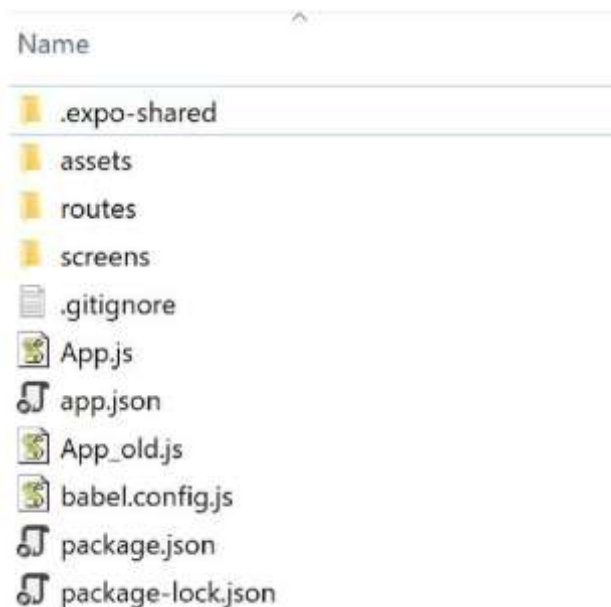 Name
.expo-shared
assets
routes
screens
.gitignore
App.js
app.json
App_old.js
babel.config.js
package.json
package-lock.json